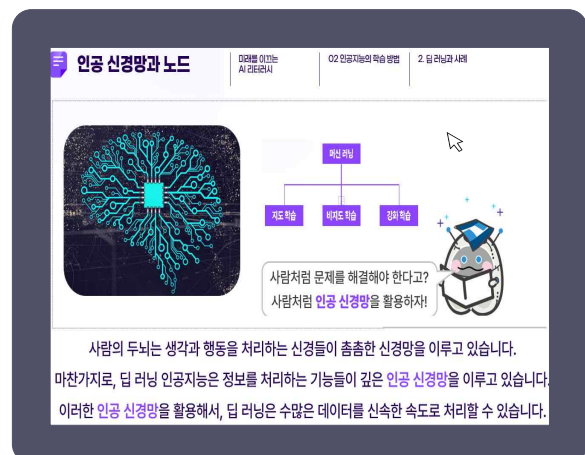 인공 신경망과 노드
미래를 이끄는
AI 리터러시
02 인공지능의 학습 방법
2. 딥 러닝과 사례
머신 러닝
지도 학습
비지도 학습
강화 학습
사람처럼 문제를 해결해야 한다고?
사람처럼 인공 신경망을 활용하자!
사람의 두뇌는 생각과 행동을 처리하는 신경들이 촘촘한 신경망을 이루고 있습니다.
마찬가지로, 딥 러닝 인공지능은 정보를 처리하는 기능들이 깊은 인공 신경망을 이루고 있습니다.
이러한 인공 신경망을 활용해서, 딥 러닝은 수많은 데이터를 신속한 속도로 처리할 수 있습니다.